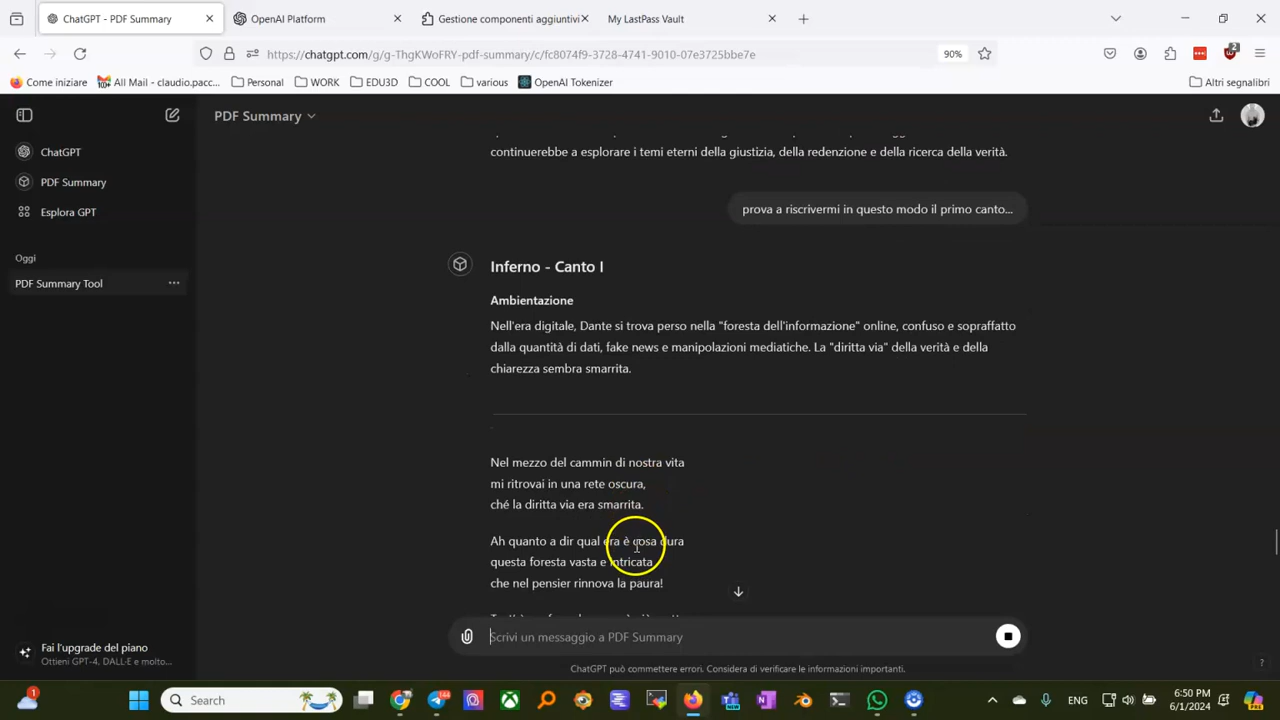 ChatGPT - PDF Summary
OpenAI Platform
Gestione componenti aggiuntivi
My LastPass Vault
https://chatgpt.com/g/g-ThgKWoFRY-pdf-summary/c/fc8074f9-3728-4741-9010-07e3725bbe7e
90%
2
Come iniziare
All Mail - claudio.pacc...
Personal
WORK
EDU3D
COOL
various
OpenAI Tokenizer
Altri segnalibri
PDF Summary
ChatGPT
PDF Summary
Esplora GPT
Oggi
PDF Summary Tool
continuerebbe a esplorare i temi eterni della giustizia, della redenzione e della ricerca della verità.
prova a riscrivermi in questo modo il primo canto...
Inferno - Canto I
Ambientazione
Nell'era digitale, Dante si trova perso nella "foresta dell'informazione" online, confuso e sopraffatto
dalla quantità di dati, fake news e manipolazioni mediatiche. La "diritta via" della verità e della
chiarezza sembra smarrita.
Nel mezzo del cammin di nostra vita
mi ritrovai in una rete oscura,
ché la diritta via era smarrita.
Ah quanto a dir qual era è cosa dura
questa foresta vasta e intricata
che nel pensier rinnova la paura!
Scrivi un messaggio a PDF Summary
ChatGPT può commettere errori. Considera di verificare le informazioni importanti.
?
Fai l'upgrade del piano
Ottieni GPT-4, DALL·E e molto...
1
Search
ENG
6:50 PM
6/1/2024